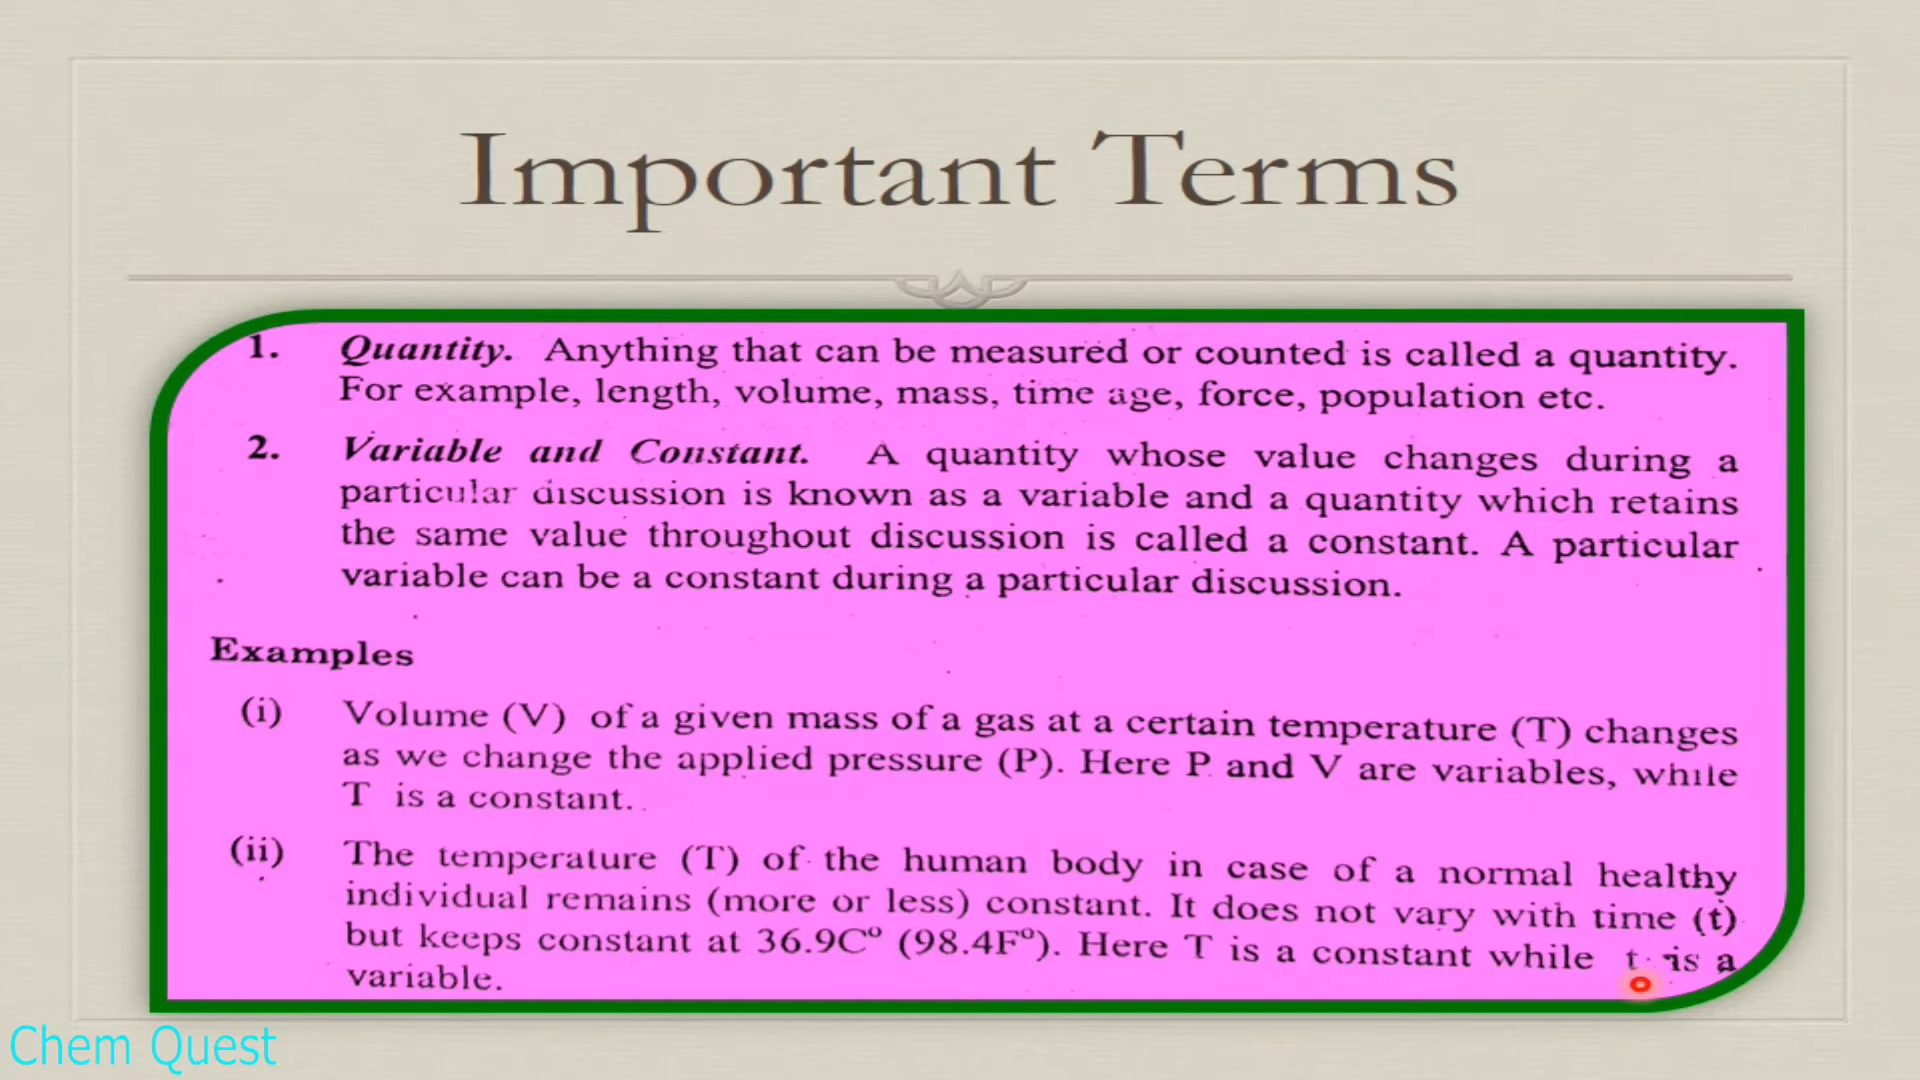 Important Terms
1. Quantity. Anything that can be measured or counted is called a quantity.
For example, length, volume, mass, time age, force, population etc.
2. Variable and Constant. A quantity whose value changes during a
particular discussion is known as a variable and a quantity which retains
the same value throughout discussion is called a constant. A particular
variable can be a constant during a particular discussion.
Examples
(i) Volume (V) of a given mass of a gas at a certain temperature (T) changes
as we change the applied pressure (P). Here P and V are variables, while
T is a constant.
(ii) The temperature (T) of the human body in case of a normal healthy
individual remains (more or less) constant. It does not vary with time (t)
but keeps constant at 36.9Cº (98.4Fº). Here T is a constant while t is a
variable.
Chem Quest